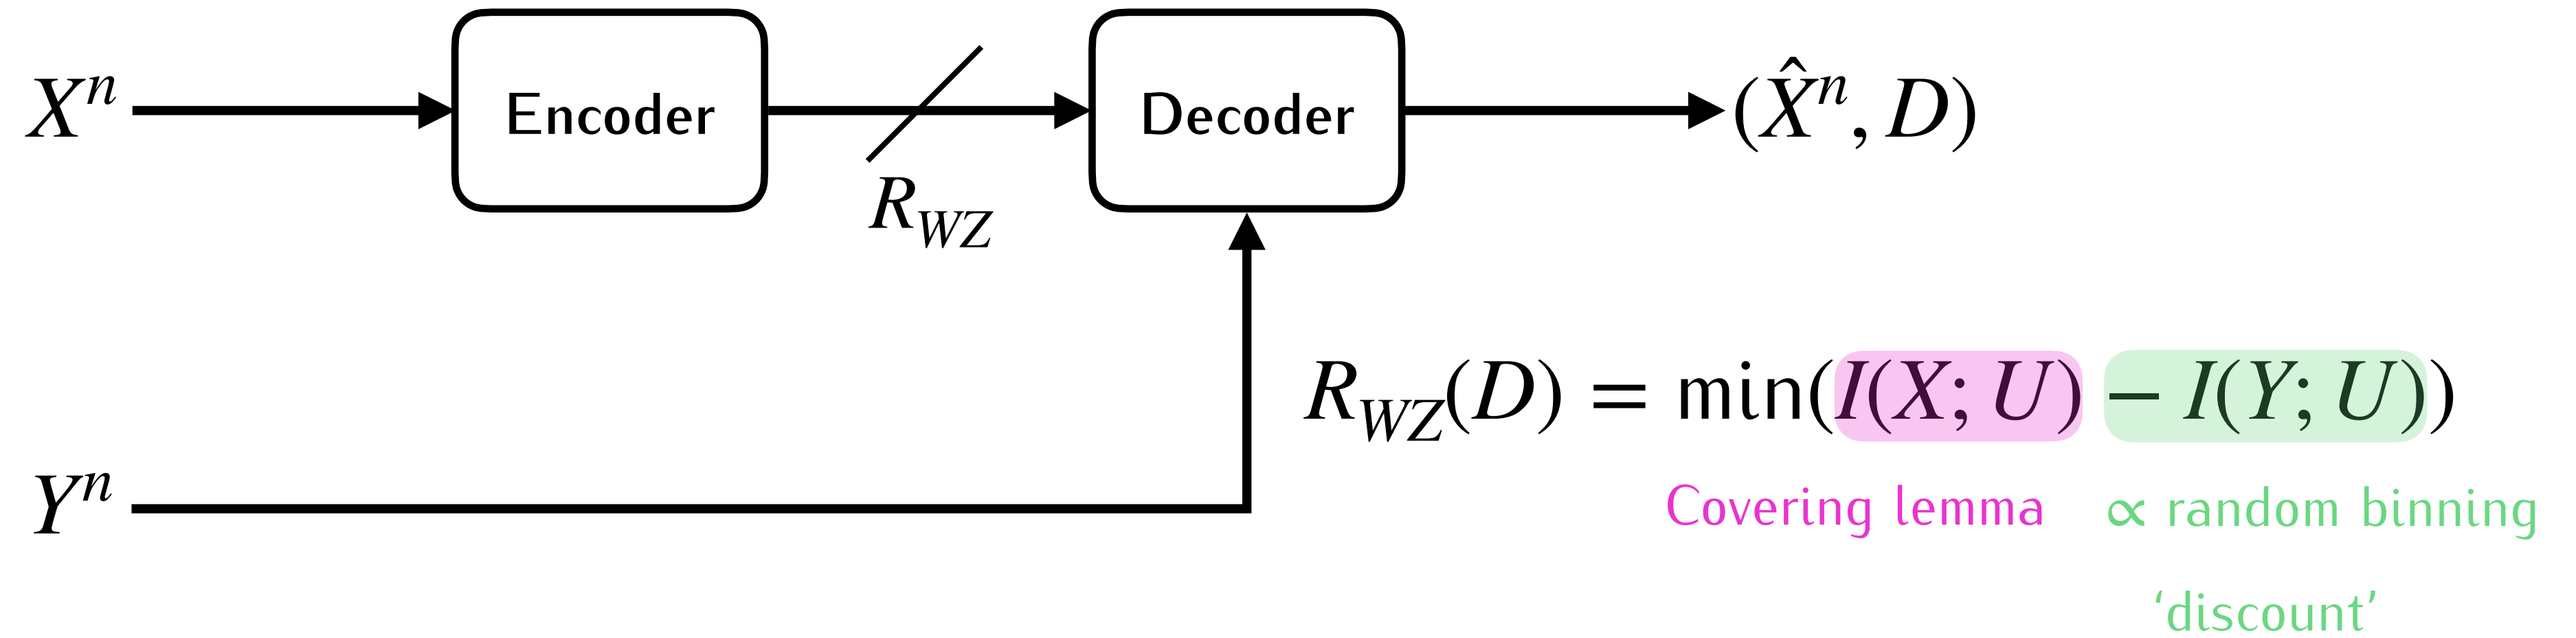 Xⁿ
Encoder
R_WZ
Decoder
(X̂ⁿ, D)
Yⁿ
R_WZ(D) = min(I(X; U) − I(Y; U))
Covering lemma
∝ random binning
‘discount’